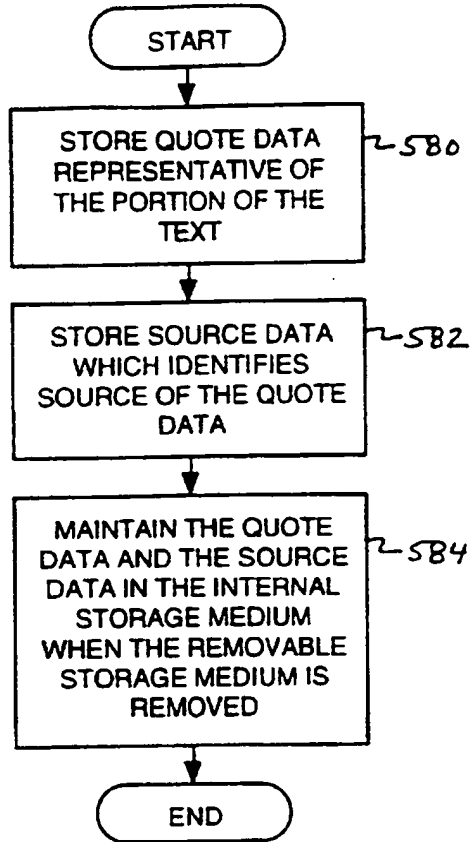 START
STORE QUOTE DATA
REPRESENTATIVE OF
THE PORTION OF THE
TEXT
580
STORE SOURCE DATA
WHICH IDENTIFIES
SOURCE OF THE QUOTE
DATA
582
MAINTAIN THE QUOTE
DATA AND THE SOURCE
DATA IN THE INTERNAL
STORAGE MEDIUM
WHEN THE REMOVABLE
STORAGE MEDIUM IS
REMOVED
584
END